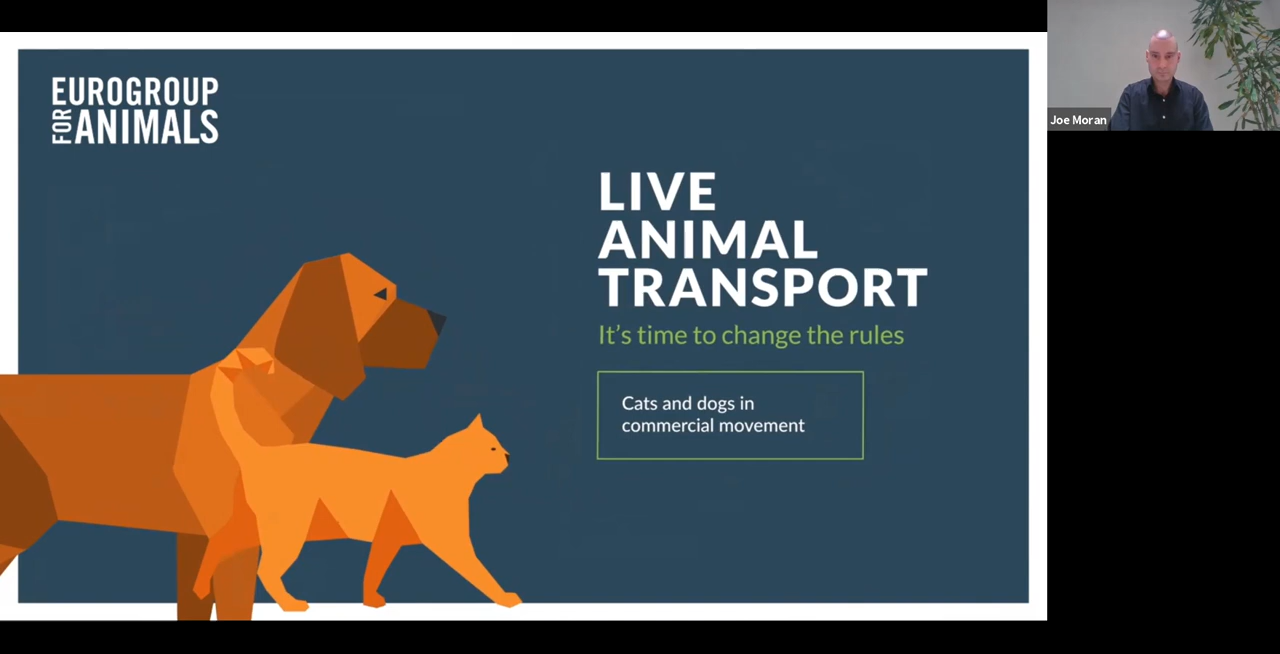 EUROGROUP
FOR ANIMALS
LIVE
ANIMAL
TRANSPORT
It's time to change the rules
Cats and dogs in
commercial movement
Joe Moran